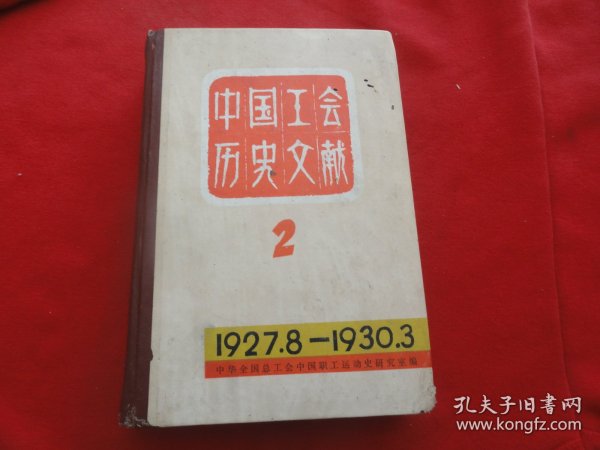 中国工会
历史文献
2
1927.8—1930.3
中华全国总工会中国职工运动史研究室编
孔夫子旧书网
www.kongfz.com